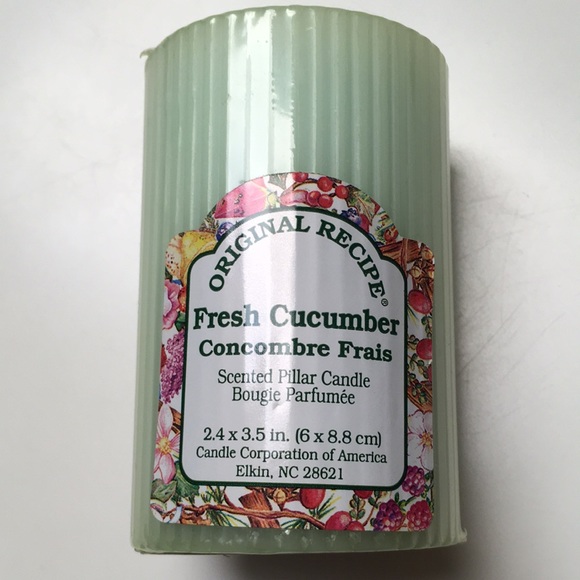 ORIGINAL RECIPE®
Fresh Cucumber
Concombre Frais
Scented Pillar Candle
Bougie Parfumée
2.4 x 3.5 in. (6 x 8.8 cm)
Candle Corporation of America
Elkin, NC 28621